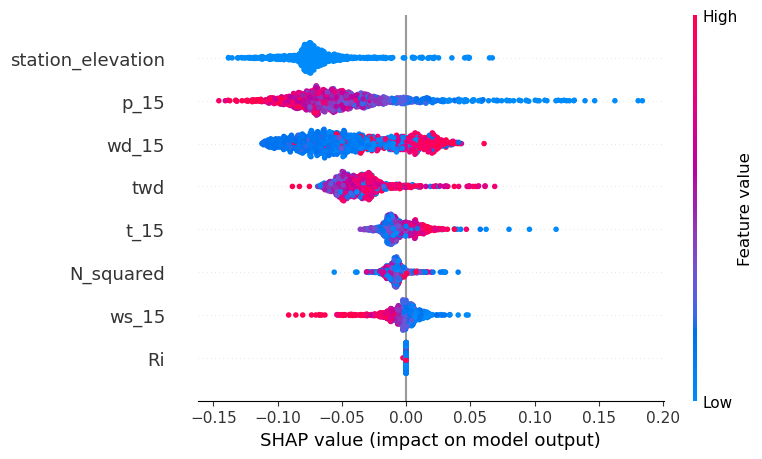 High
station_elevation
p_15
wd_15
twd
t_15
N_squared
ws_15
Ri
Feature value
Low
−0.15 −0.10 −0.05 0.00 0.05 0.10 0.15 0.20
SHAP value (impact on model output)